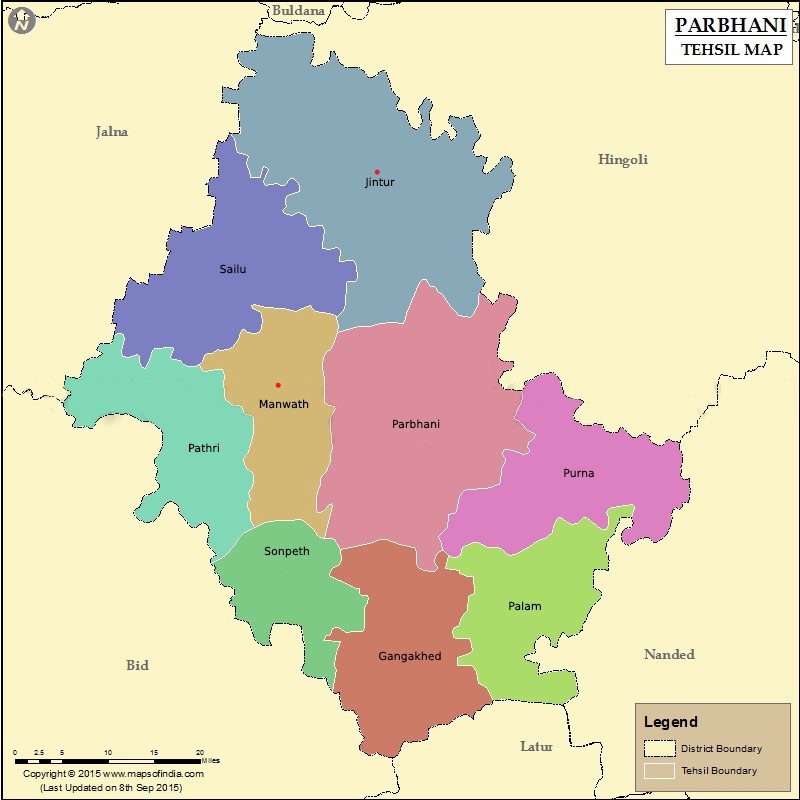 Buldana
N
PARBHANI
TEHSIL MAP
Jalna
Hingoli
Jintur
Sailu
Manwath
Parbhani
Pathri
Purna
Sonpeth
Palam
Gangakhed
Bid
Nanded
Latur
Legend
District Boundary
Tehsil Boundary
0 2.5 5 10 15 20
Miles
Copyright © 2015 www.mapsofindia.com
(Last Updated on 8th Sep 2015)